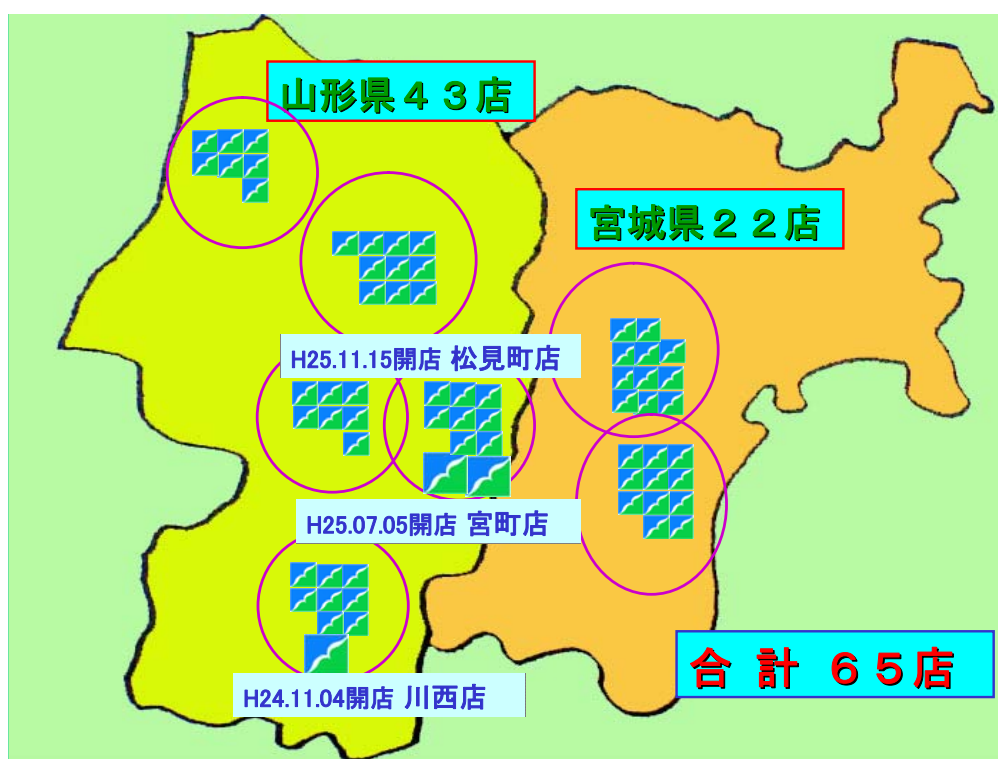 山形県４３店
宮城県２２店
H25.11.15開店 松見町店
H25.07.05開店 宮町店
合 計 ６５店
H24.11.04開店 川西店